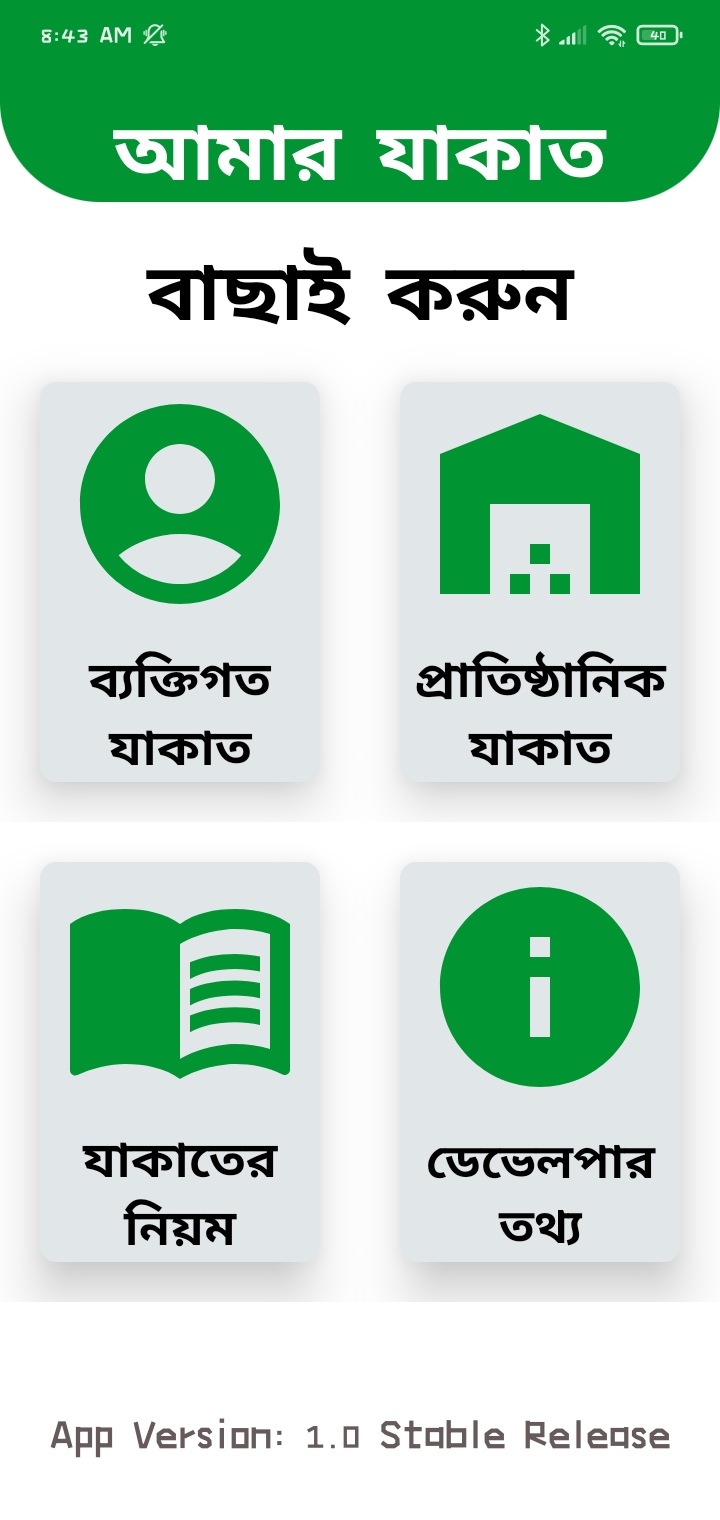 8:43 AM
40
আমার যাকাত
বাছাই করুন
ব্যক্তিগত
যাকাত
প্রাতিষ্ঠানিক
যাকাত
যাকাতের
নিয়ম
ডেভেলপার
তথ্য
App Version: 1.0 Stable Release